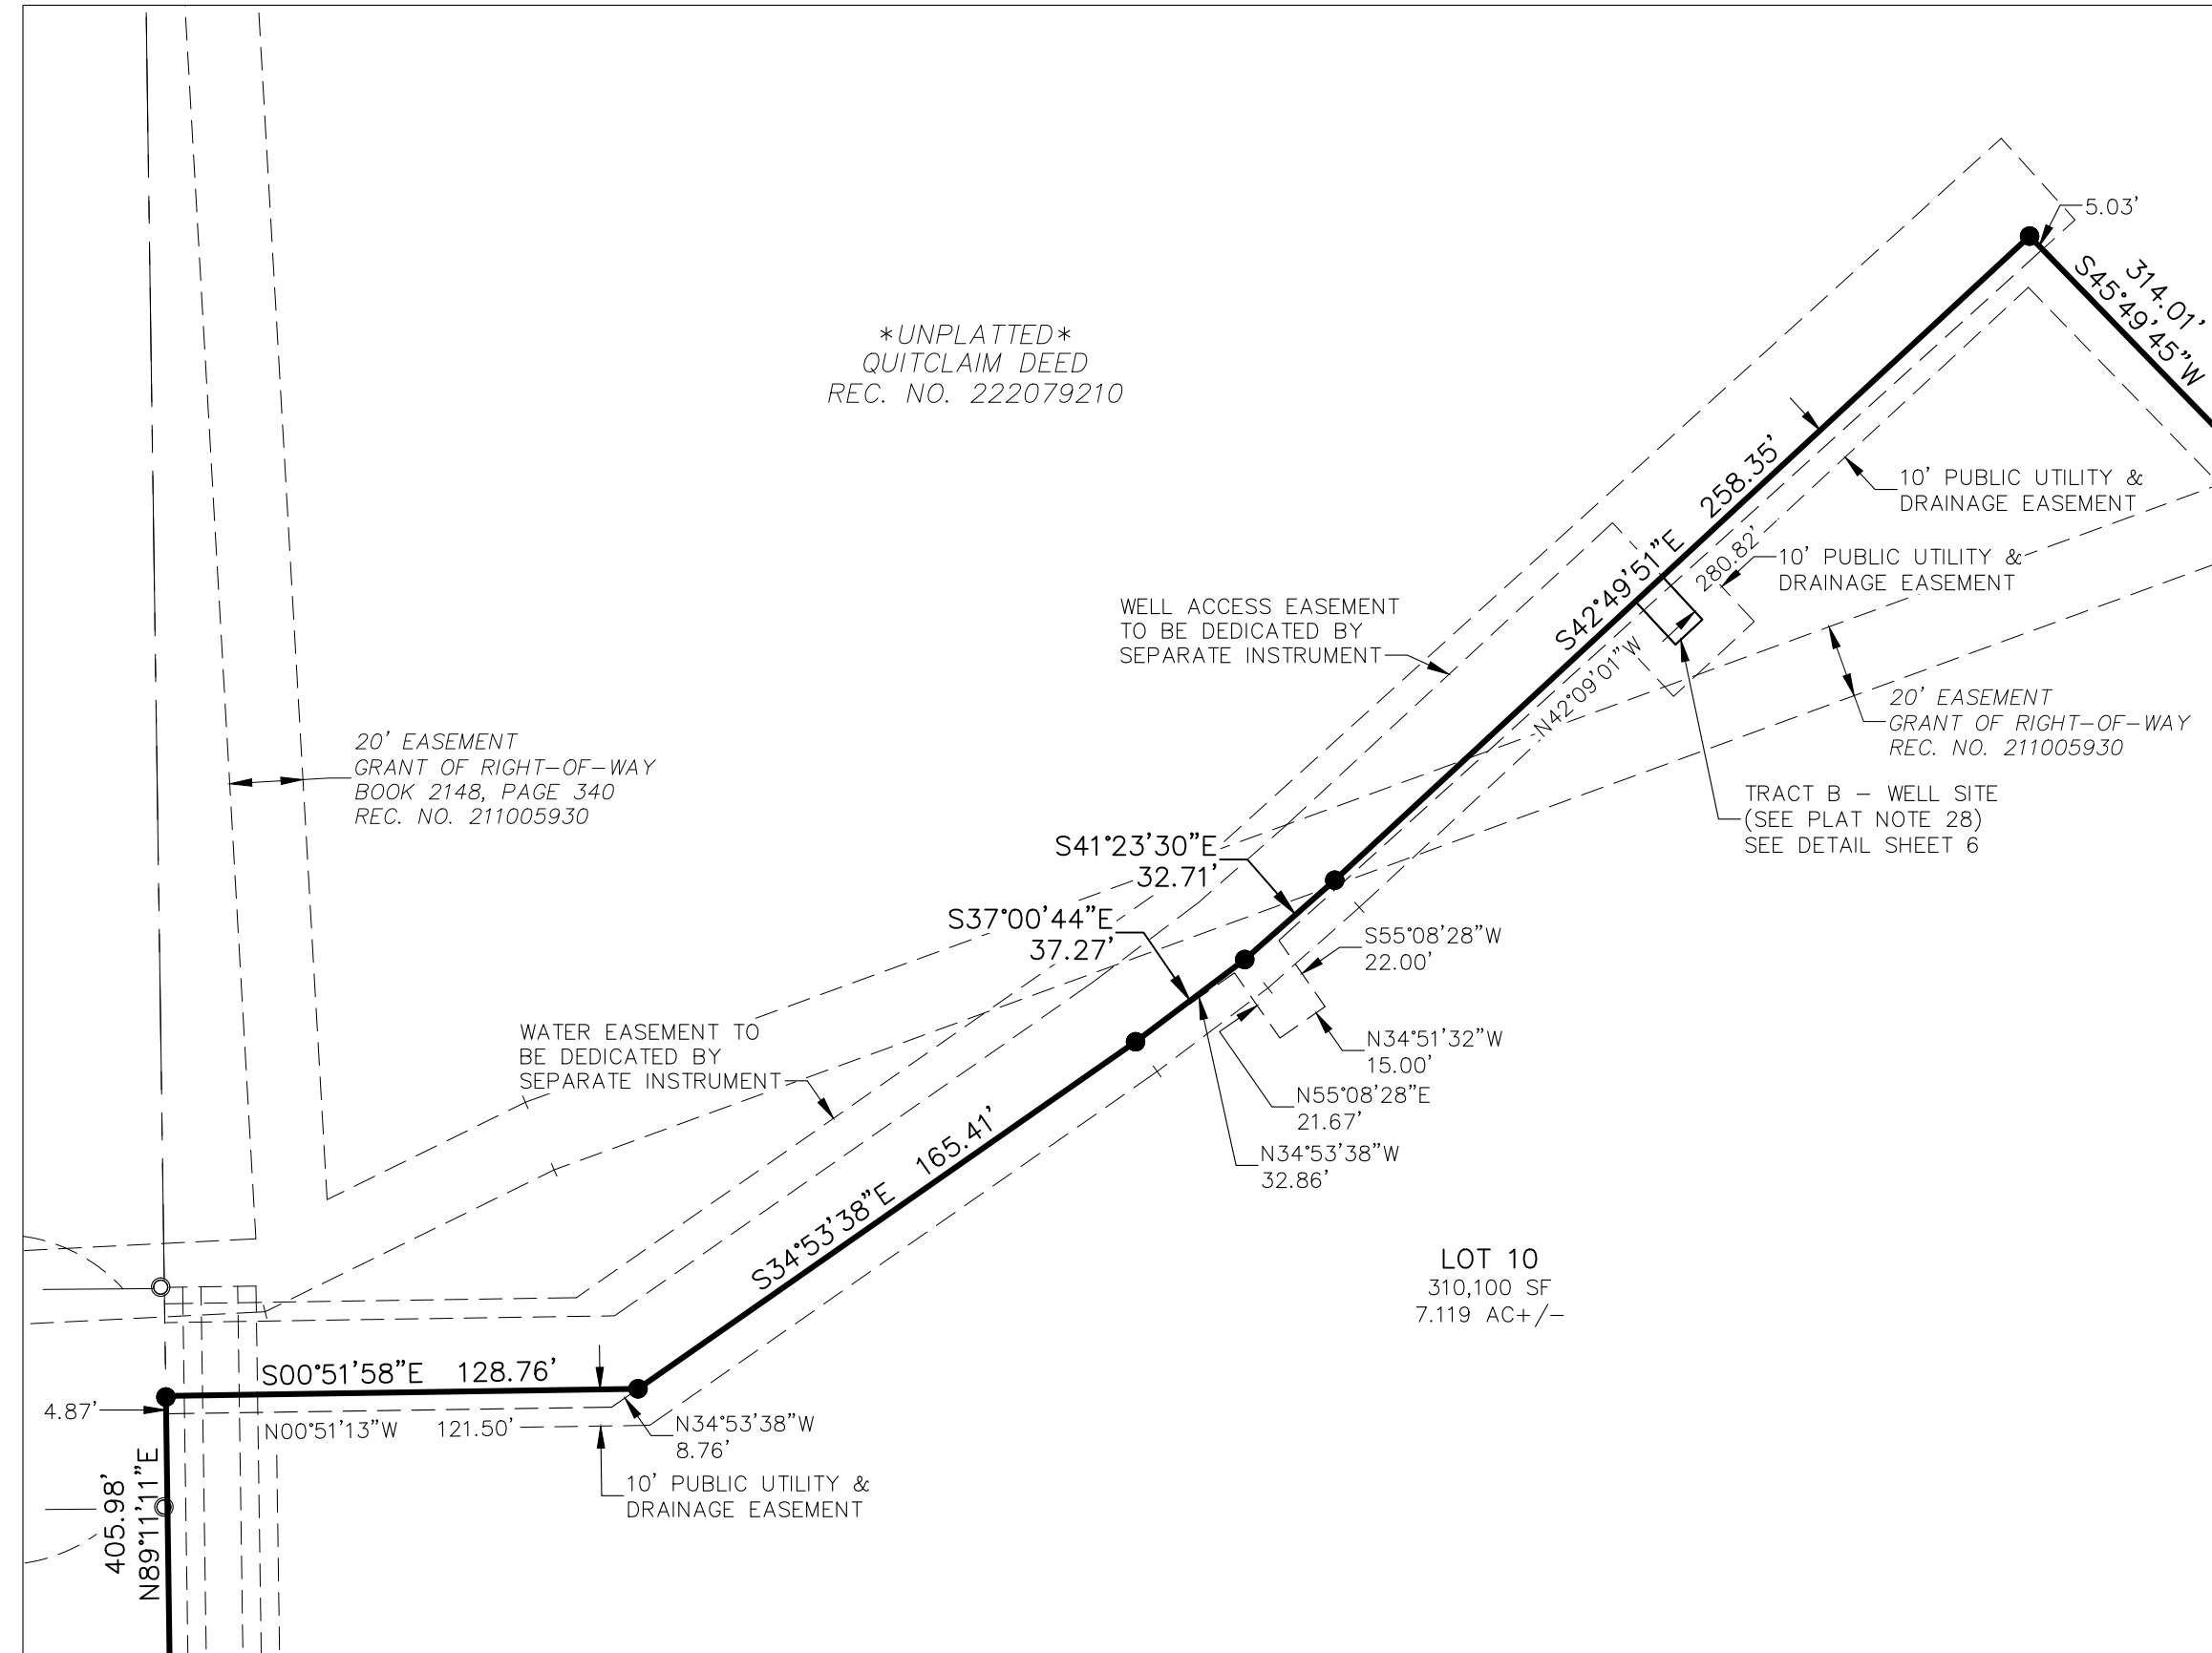 5.03'
314.01'
S45°49'45"W
*UNPLATTED*
QUITCLAIM DEED
REC. NO. 222079210
258.35'
S42°49'51"E
10' PUBLIC UTILITY &
DRAINAGE EASEMENT
280.82'
N42°09'01"W
10' PUBLIC UTILITY &
DRAINAGE EASEMENT
WELL ACCESS EASEMENT
TO BE DEDICATED BY
SEPARATE INSTRUMENT
20' EASEMENT
GRANT OF RIGHT-OF-WAY
REC. NO. 211005930
20' EASEMENT
GRANT OF RIGHT-OF-WAY
BOOK 2148, PAGE 340
REC. NO. 211005930
TRACT B - WELL SITE
(SEE PLAT NOTE 28)
SEE DETAIL SHEET 6
S41°23'30"E
32.71'
S37°00'44"E
37.27'
S55°08'28"W
22.00'
N34°51'32"W
15.00'
N55°08'28"E
21.67'
N34°53'38"W
32.86'
WATER EASEMENT TO
BE DEDICATED BY
SEPARATE INSTRUMENT
S34°53'38"E 165.41'
LOT 10
310,100 SF
7.119 AC+/-
S00°51'58"E 128.76'
4.87'
N00°51'13"W 121.50'
N34°53'38"W
8.76'
10' PUBLIC UTILITY &
DRAINAGE EASEMENT
405.98'
N89°11'11"E